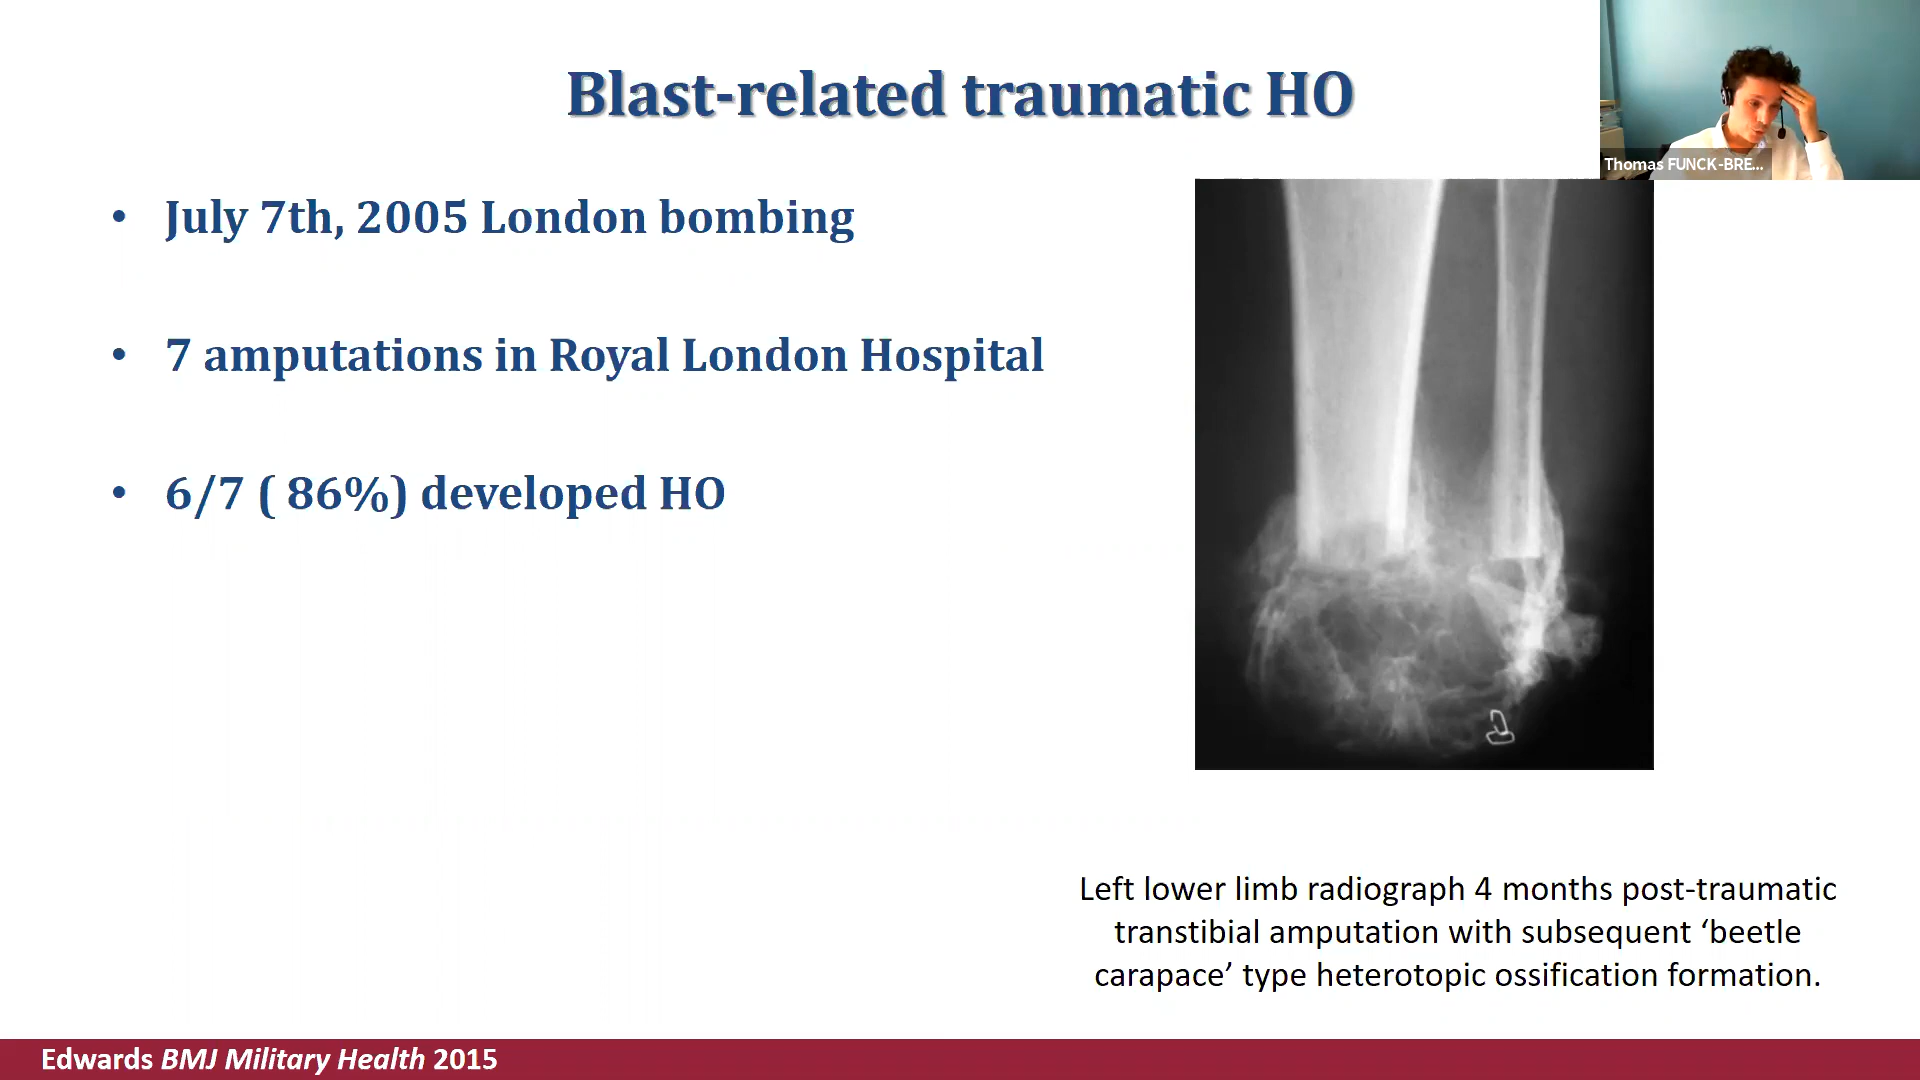 Blast-related traumatic HO
Thomas FUNCK-BRE...
• July 7th, 2005 London bombing
• 7 amputations in Royal London Hospital
• 6/7 ( 86%) developed HO
Left lower limb radiograph 4 months post-traumatic
transtibial amputation with subsequent ‘beetle
carapace’ type heterotopic ossification formation.
Edwards BMJ Military Health 2015